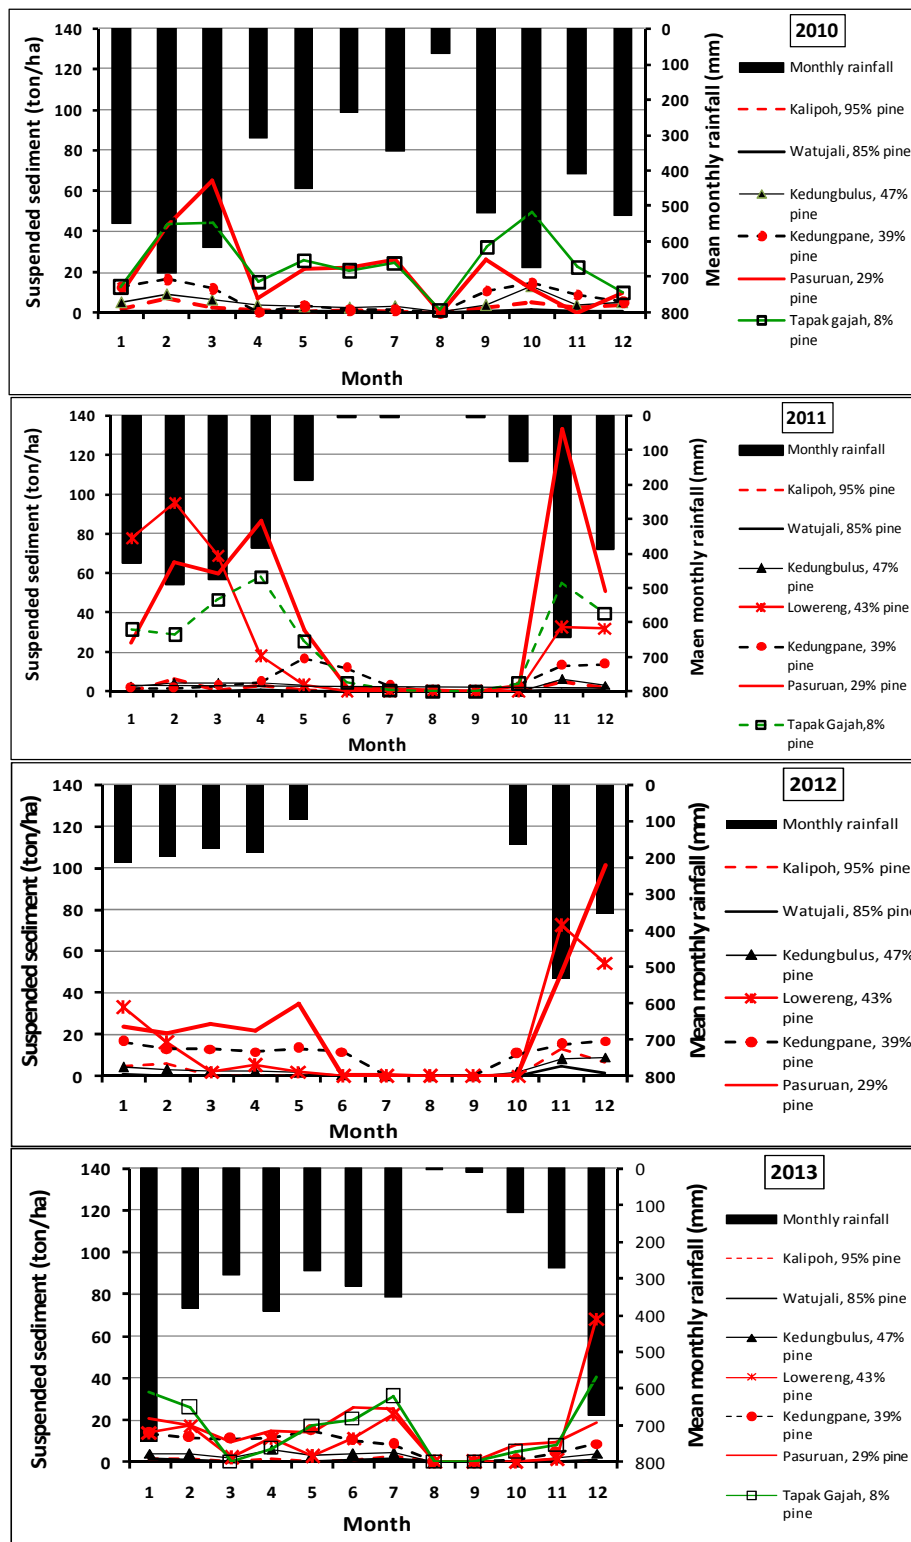 2010
Suspended sediment (ton/ha)
140
120
100
80
60
40
20
0
1 2 3 4 5 6 7 8 9 10 11 12
Month
0
100
200
300
400
500
600
700
800
Mean monthly rainfall (mm)
Monthly rainfall
Kalipoh, 95% pine
Watujali, 85% pine
Kedungbulus, 47%
pine
Kedungpane, 39%
pine
Pasuruan, 29%
pine
Tapak gajah, 8%
pine
2011
Suspended sediment (ton/ha)
140
120
100
80
60
40
20
0
1 2 3 4 5 6 7 8 9 10 11 12
Month
0
100
200
300
400
500
600
700
800
Maen monthly rainfall (mm)
Monthly rainfall
Kalipoh, 95% pine
Watujali, 85% pine
Kedungbulus, 47%
pine
Lowereng, 43% pine
Kedungpane, 39%
pine
Pasuruan, 29% pine
Tapak Gajah,8%
pine
2012
Suspended sediment (ton/ha)
140
120
100
80
60
40
20
0
1 2 3 4 5 6 7 8 9 10 11 12
Month
0
100
200
300
400
500
600
700
800
Mean monthly rainfall (mm)
Monthly rainfall
Kalipoh, 95% pine
Watujali, 85% pine
Kedungbulus, 47%
pine
Lowereng, 43%
pine
Kedungpane, 39%
pine
Pasuruan, 29%
pine
2013
Suspended sediment (ton/ha)
140
120
100
80
60
40
20
0
1 2 3 4 5 6 7 8 9 10 11 12
Month
0
100
200
300
400
500
600
700
800
Mean monthly rainfall (mm)
Monthly rainfall
Kalipoh, 95% pine
Watujali, 85% pine
Kedungbulus, 47%
pine
Lowereng, 43%
pine
Kedungpane, 39%
pine
Pasuruan, 29% pine
Tapak Gajah, 8%
pine